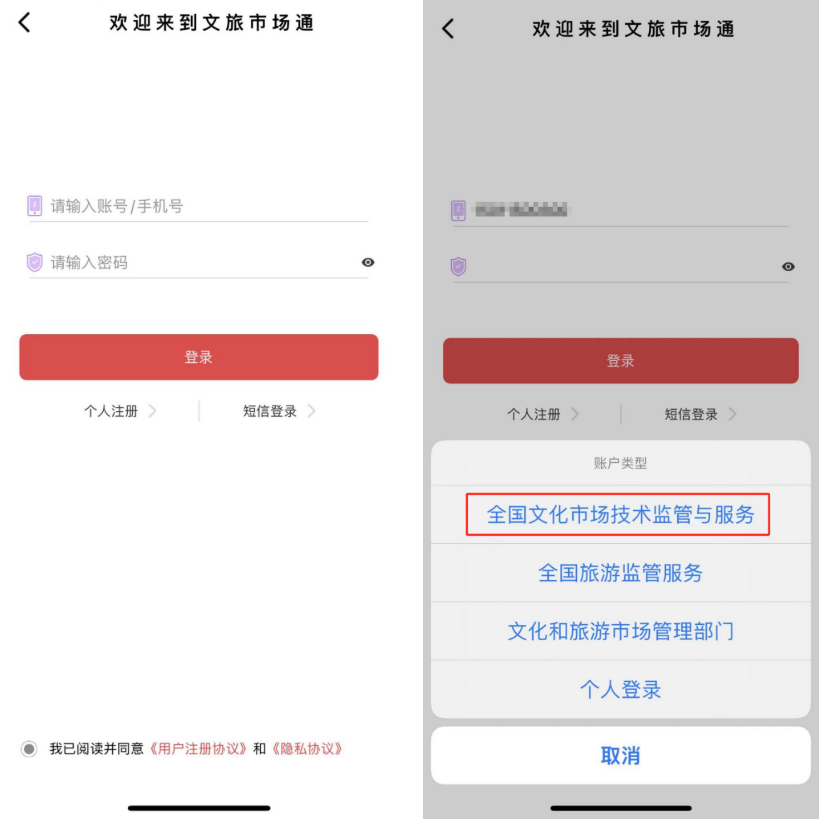 欢迎来到文旅市场通
请输入账号/手机号
请输入密码
登录
个人注册
短信登录
我已阅读并同意《用户注册协议》和《隐私协议》
欢迎来到文旅市场通
登录
个人注册
短信登录
账户类型
全国文化市场技术监管与服务
全国旅游监管服务
文化和旅游市场管理部门
个人登录
取消